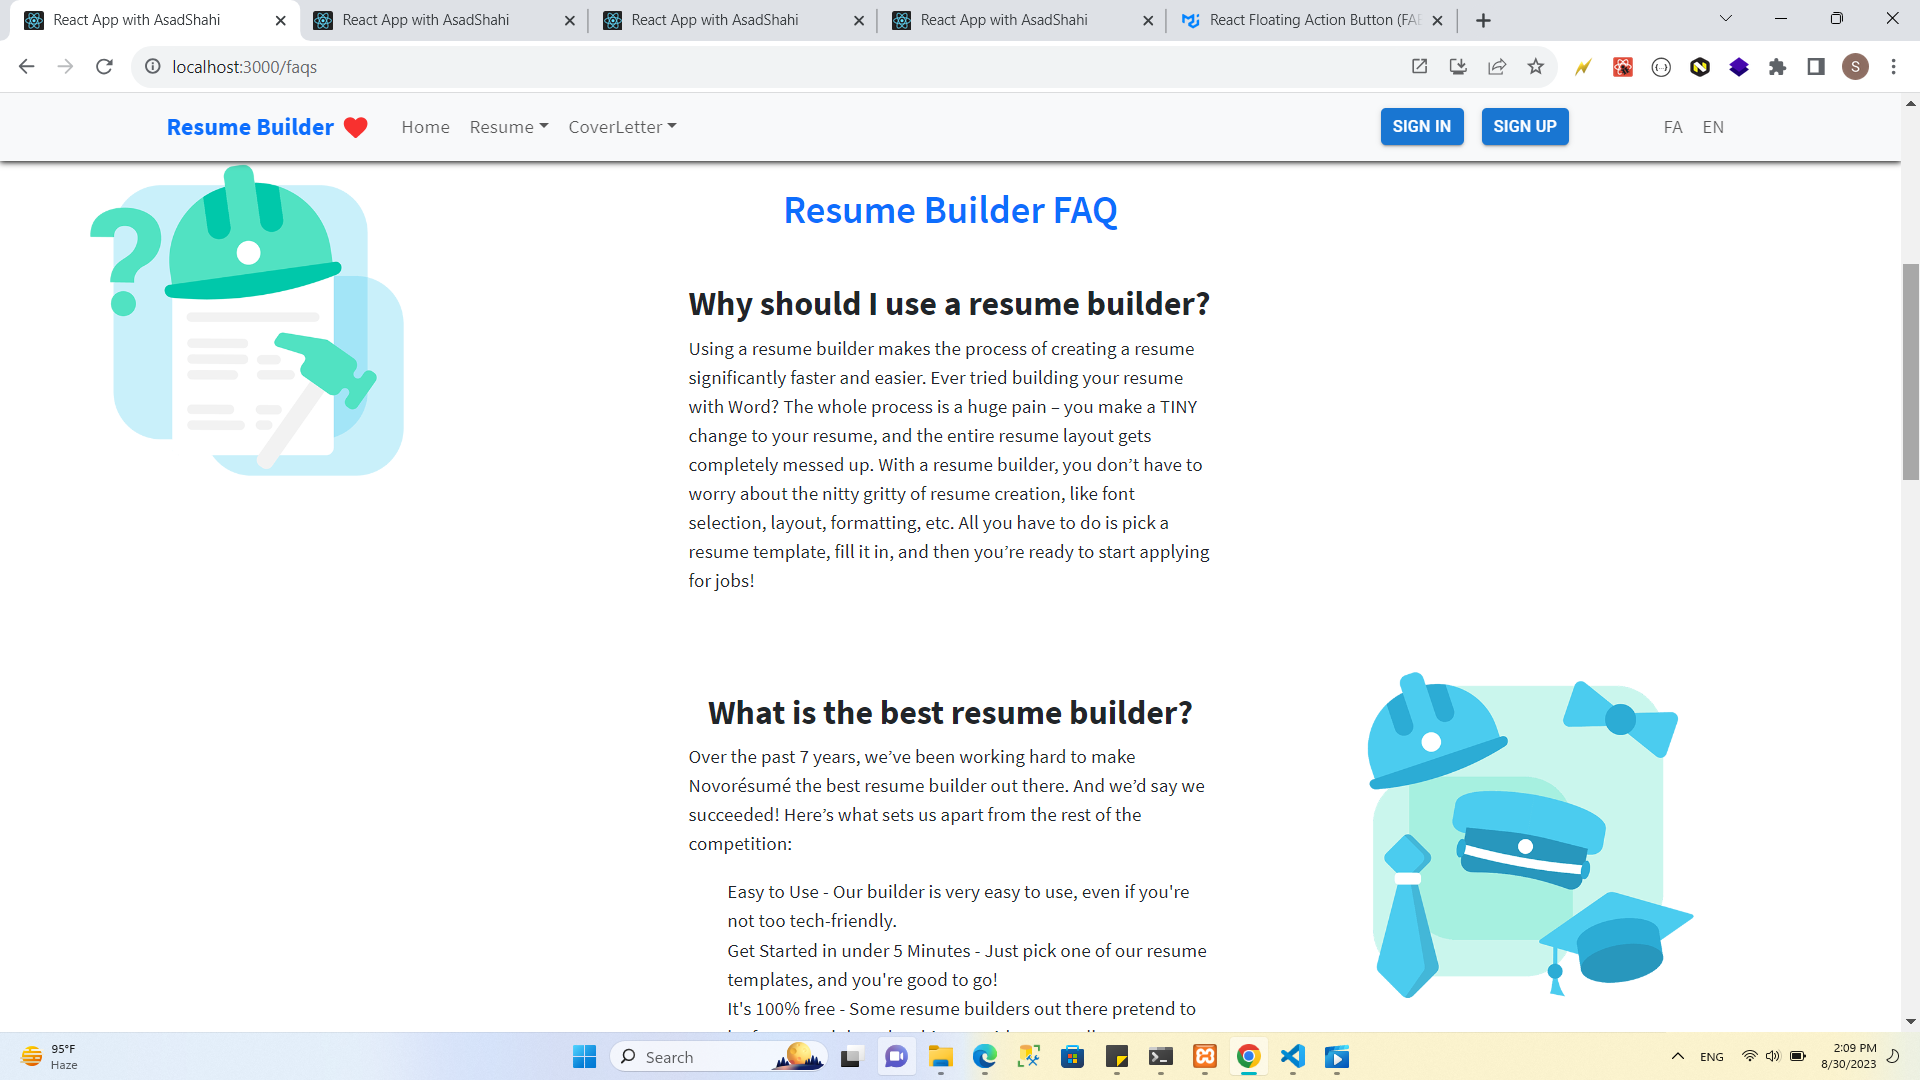 React App with AsadShahi
React App with AsadShahi
React App with AsadShahi
React App with AsadShahi
React Floating Action Button (FA
localhost:3000/faqs
S
Resume Builder
Home
Resume
CoverLetter
SIGN IN
SIGN UP
FA
EN
Resume Builder FAQ
Why should I use a resume builder?
Using a resume builder makes the process of creating a resume
significantly faster and easier. Ever tried building your resume
with Word? The whole process is a huge pain – you make a TINY
change to your resume, and the entire resume layout gets
completely messed up. With a resume builder, you don’t have to
worry about the nitty gritty of resume creation, like font
selection, layout, formatting, etc. All you have to do is pick a
resume template, fill it in, and then you’re ready to start applying
for jobs!
What is the best resume builder?
Over the past 7 years, we’ve been working hard to make
Novorésumé the best resume builder out there. And we’d say we
succeeded! Here’s what sets us apart from the rest of the
competition:
Easy to Use - Our builder is very easy to use, even if you're
not too tech-friendly.
Get Started in under 5 Minutes - Just pick one of our resume
templates, and you're good to go!
It's 100% free - Some resume builders out there pretend to
95°F
Haze
Search
ENG
2:09 PM
8/30/2023